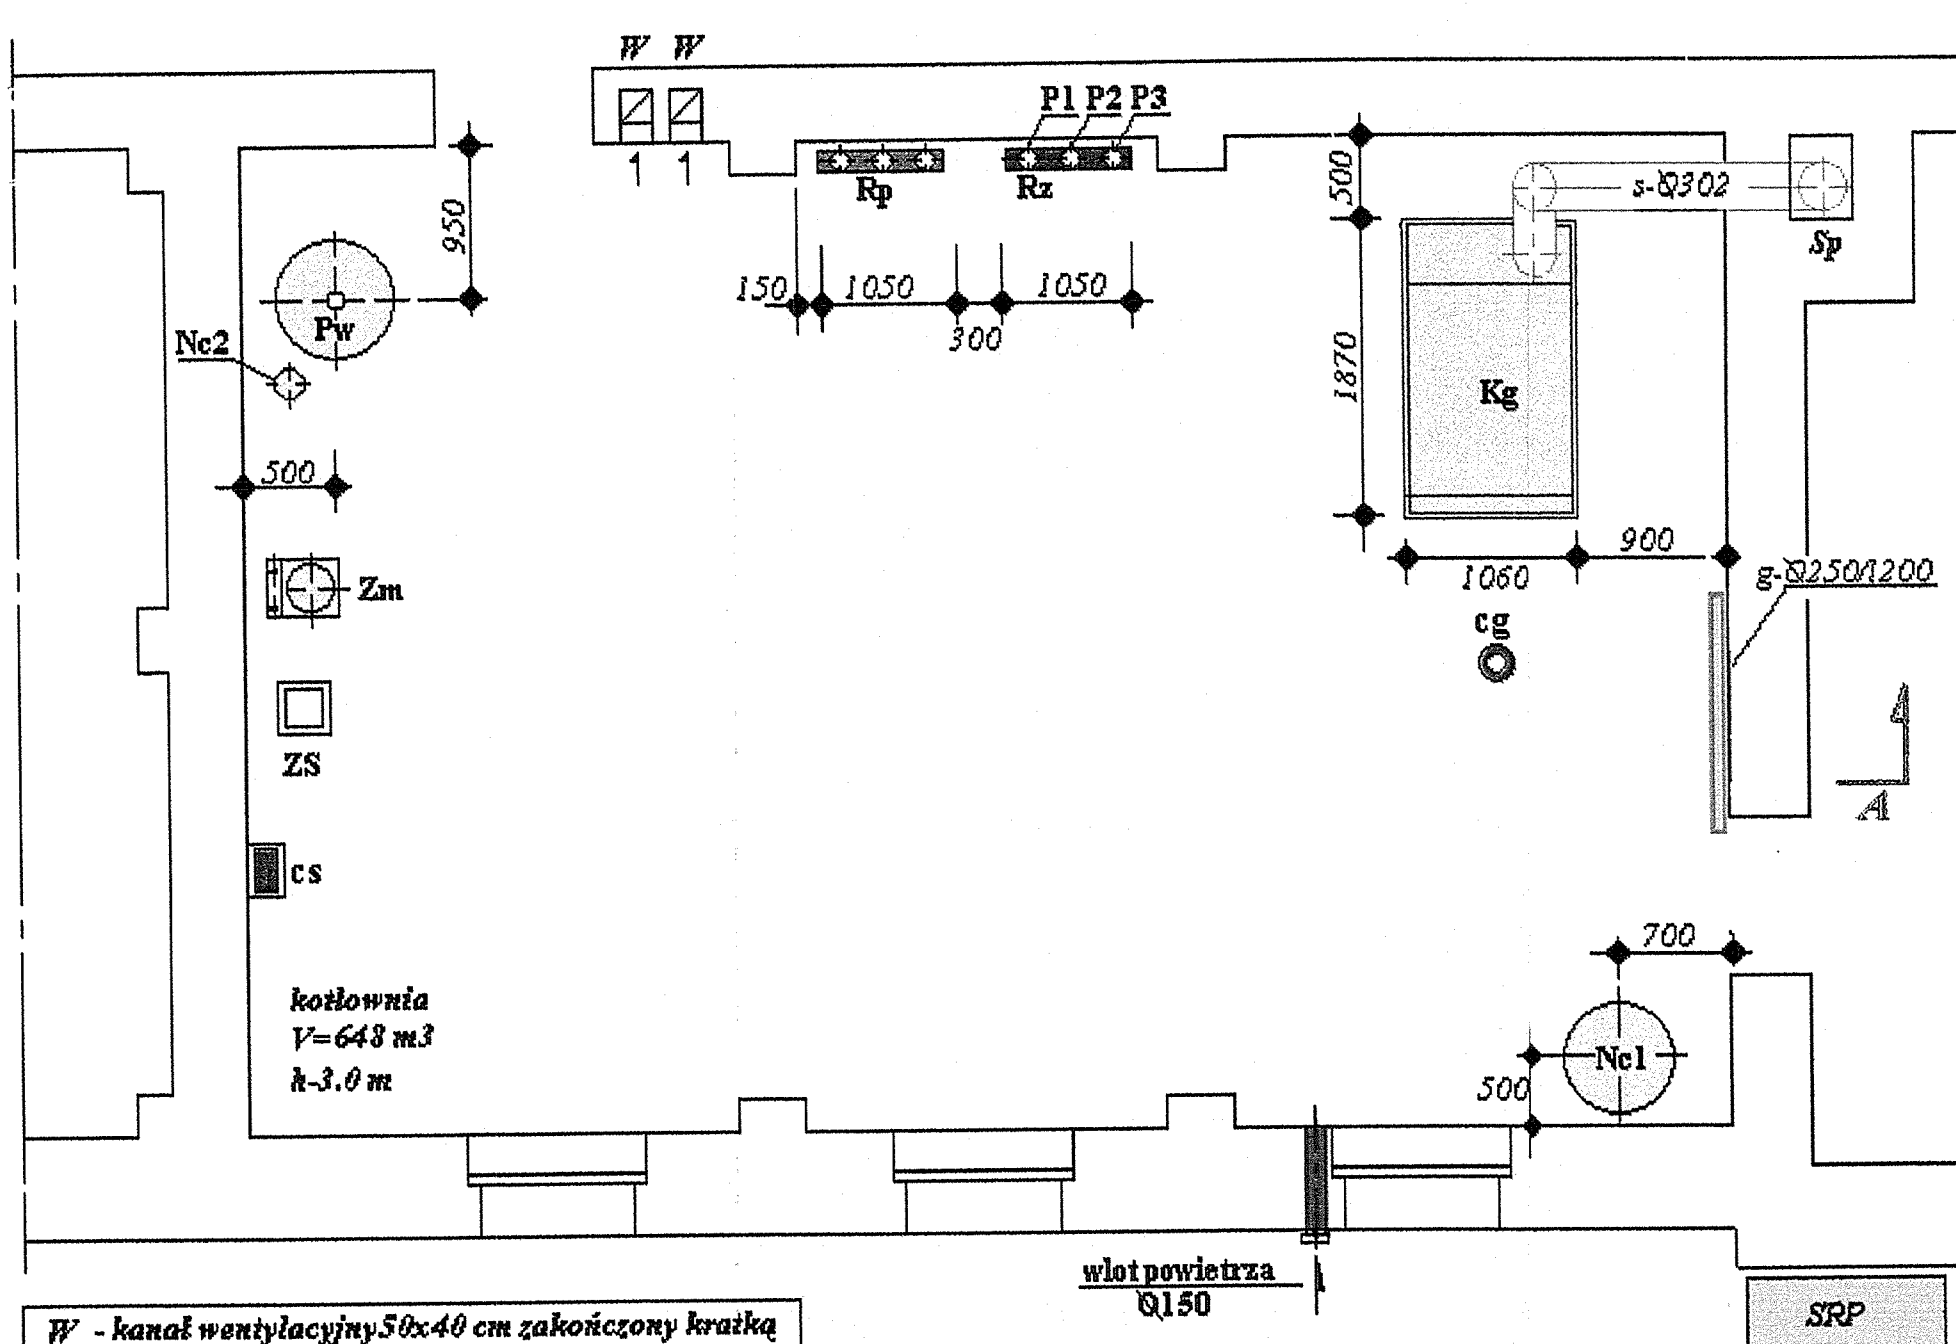 W W
P1 P2 P3
Rp
Rz
500
s-Ø302
Sp
950
Pw
150
1050
300
1050
Nc2
1870
Kg
500
900
1060
g-Ø250/1200
Zm
cg
ZS
A
cs
700
kotłownia
V=648 m3
h-3.0 m
Nc1
500
wlot powietrza
Ø150
SRP
W - kanał wentylacyjny 50x40 cm zakończony kratką